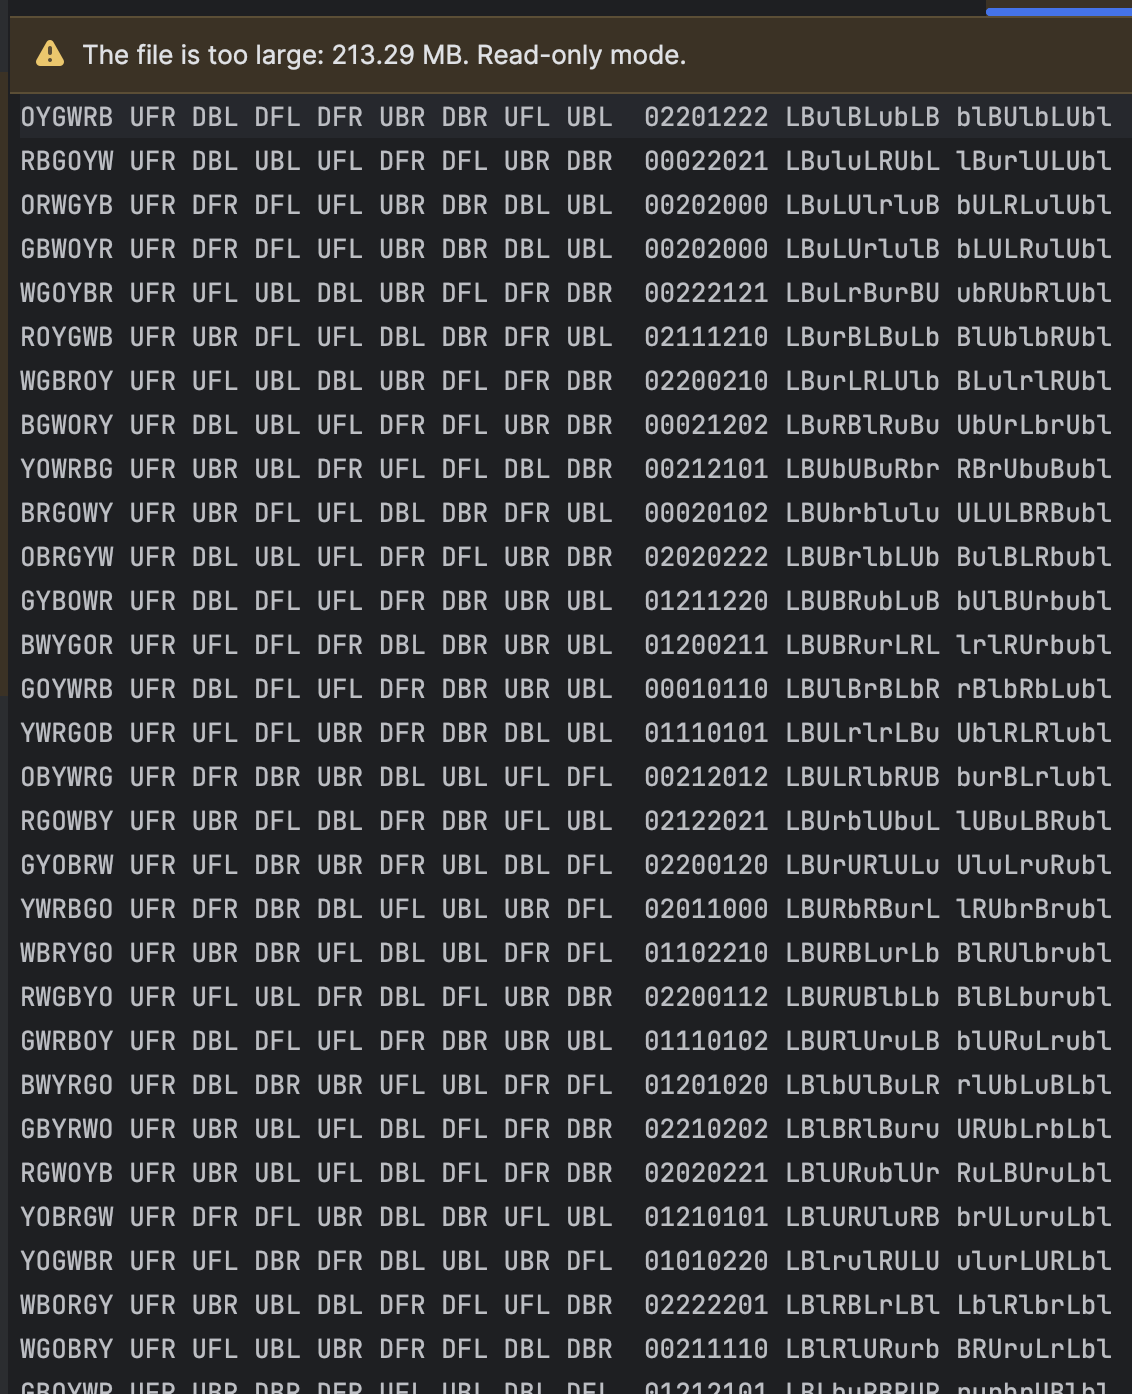 The file is too large: 213.29 MB. Read-only mode.
OYGWRB UFR DBL DFL DFR UBR DBR UFL UBL  02201222 LBulBLubLB blBUlbLUbl
RBGOYW UFR DBL UBL UFL DFR DFL UBR DBR  00022021 LBuluLRUbL lBurlULUbl
ORWGYB UFR DFR DFL UFL UBR DBR DBL UBL  00202000 LBuLUlrluB bULRLulUbl
GBWOYR UFR DFR DFL UFL UBR DBR DBL UBL  00202000 LBuLUrlulB bLULRulUbl
WGOYBR UFR UFL UBL DBL UBR DFL DFR DBR  00222121 LBuLrBurBU ubRUbRlUbl
ROYGWB UFR UBR DFL UFL DBL DBR DFR UBL  02111210 LBurBLBuLb BlUblbRUbl
WGBROY UFR UFL UBL DBL UBR DFL DFR DBR  02200210 LBurLRLUlb BLulrlRUbl
BGWORY UFR DBL UBL UFL DFR DFL UBR DBR  00021202 LBuRBlRuBu UbUrLbrUbl
YOWRBG UFR UBR UBL DFR UFL DFL DBL DBR  00212101 LBUbUBuRbr RBrUbuBubl
BRGOWY UFR UBR DFL UFL DBL DBR DFR UBL  00020102 LBUbrblulu ULULBRBubl
OBRGYW UFR DBL UBL UFL DFR DFL UBR DBR  02020222 LBUBrlbLUb BulBLRbubl
GYBOWR UFR DBL DFL UFL DFR DBR UBR UBL  01211220 LBUBRubLuB bUlBUrbubl
BWYGOR UFR UFL DFL DFR DBL DBR UBR UBL  01200211 LBUBRurLRL lrlRUrbubl
GOYWRB UFR DBL DFL UFL DFR DBR UBR UBL  00010110 LBUlBrBLbR rBlbRbLubl
YWRGOB UFR UFL DFL UBR DFR DBR DBL UBL  01110101 LBULrlrLBu UblRLRlubl
OBYWRG UFR DFR DBR UBR DBL UBL UFL DFL  00212012 LBULRlbRUB burBLrlubl
RGOWBY UFR UBR DFL DBL DFR DBR UFL UBL  02122021 LBUrblUbuL lUBuLBRubl
GYOBRW UFR UFL DBR UBR DFR UBL DBL DFL  02200120 LBUrURlULu UluLruRubl
YWRBGO UFR DFR DBR DBL UFL UBL UBR DFL  02011000 LBURbRBurL lRUbrBrubl
WBRYGO UFR UBR DBR UFL DBL UBL DFR DFL  01102210 LBURBLurLb BlRUlbrubl
RWGBYO UFR UFL UBL DFR DBL DFL UBR DBR  02200112 LBURUBlbLb BlBLburubl
GWRBOY UFR DBL DFL UFL DFR DBR UBR UBL  01110102 LBURlUruLB blURuLrubl
BWYRGO UFR DBL DBR UBR UFL UBL DFR DFL  01201020 LBlbUlBuLR rlUbLuBLbl
GBYRWO UFR UBR UBL UFL DBL DFL DFR DBR  02210202 LBlBRlBuru URUbLrbLbl
RGWOYB UFR UBR UBL UFL DBL DFL DFR DBR  02020221 LBlURublUr RuLBUruLbl
YOBRGW UFR DFR DFL UBR DBL DBR UFL UBL  01210101 LBlURUluRB brULuruLbl
YOGWBR UFR UFL DBR DFR DBL UBL UBR DFL  01010220 LBlrulRULU ulurLURLbl
WBORGY UFR UBR UBL DBL DFR DFL UFL DBR  02222201 LBlRBLrLBl LblRlbrLbl
WGOBRY UFR UFL UBL UBR DFR DFL DBL DBR  00211110 LBlRlURurb BRUruLrLbl